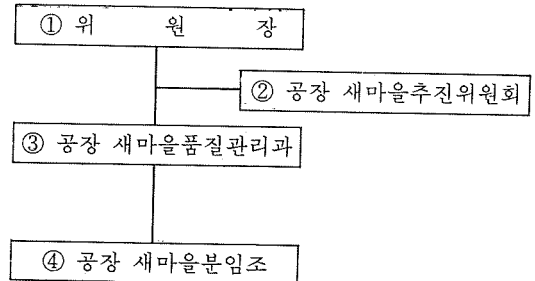 ① 위 원 장
② 공장 새마을추진위원회
③ 공장 새마을품질관리과
④ 공장 새마을분임조